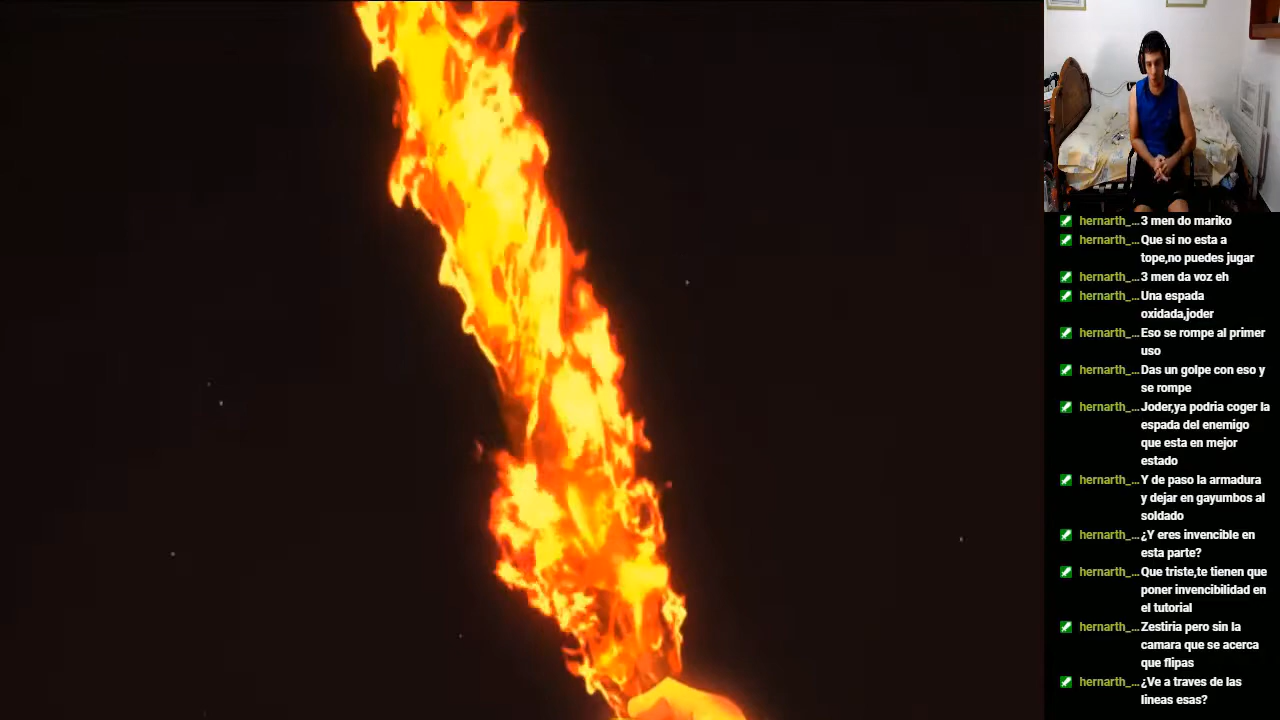 hernarth_... 3 men do mariko
hernarth_... Que si no esta a
tope,no puedes jugar
hernarth_... 3 men da voz eh
hernarth_... Una espada
oxidada,joder
hernarth_... Eso se rompe al primer
uso
hernarth_... Das un golpe con eso y
se rompe
hernarth_... Joder,ya podria coger la
espada del enemigo
que esta en mejor
estado
hernarth_... Y de paso la armadura
y dejar en gayumbos al
soldado
hernarth_... ¿Y eres invencible en
esta parte?
hernarth_... Que triste,te tienen que
poner invencibilidad en
el tutorial
hernarth_... Zestiria pero sin la
camara que se acerca
que flipas
hernarth_... ¿Ve a traves de las
lineas esas?